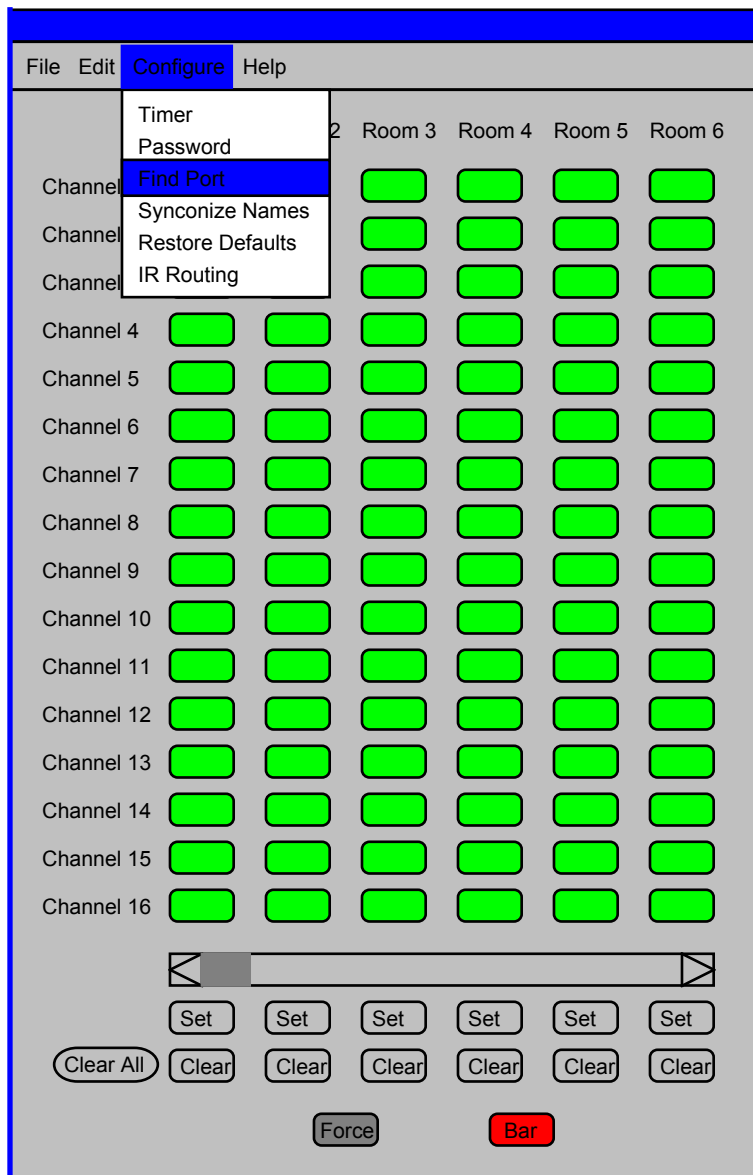 File Edit Configure Help
Timer
Password
Find Port
Synconize Names
Restore Defaults
IR Routing
2 Room 3 Room 4 Room 5 Room 6
Channel
Channel
Channel
Channel 4
Channel 5
Channel 6
Channel 7
Channel 8
Channel 9
Channel 10
Channel 11
Channel 12
Channel 13
Channel 14
Channel 15
Channel 16
Set Set Set Set Set Set
Clear All Clear Clear Clear Clear Clear Clear
Force Bar